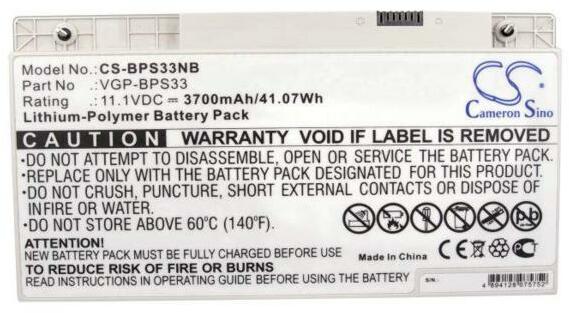 Model No.: CS-BPS33NB
Part No : VGP-BPS33
Rating : 11.1VDC 3700mAh/41.07Wh
Lithium-Polymer Battery Pack
CS
Cameron Sino
CAUTION WARRANTY VOID IF LABEL IS REMOVED
•DO NOT ATTEMPT TO DISASSEMBLE, OPEN OR SERVICE THIS BATTERY PACK.
•REPLACE ONLY WITH THE BATTERY PACK DESIGNATED FOR THIS PRODUCT.
•DO NOT CRUSH, PUNCTURE, SHORT EXTERNAL CONTACTS OR DISPOSE OF
INFIRE OR WATER.
•DO NOT STORE ABOVE 60°C (140°F).
ATTENTION!
NEW BATTERY PACK MUST BE FULLY CHARGED BEFORE USE.
TO REDUCE RISK OF FIRE OR BURNS
READ INSTRUCTIONS IN OPERATING GUIDE BEFORE USING.
Pb
Made in China
CE
S/N:
4 894128 075752